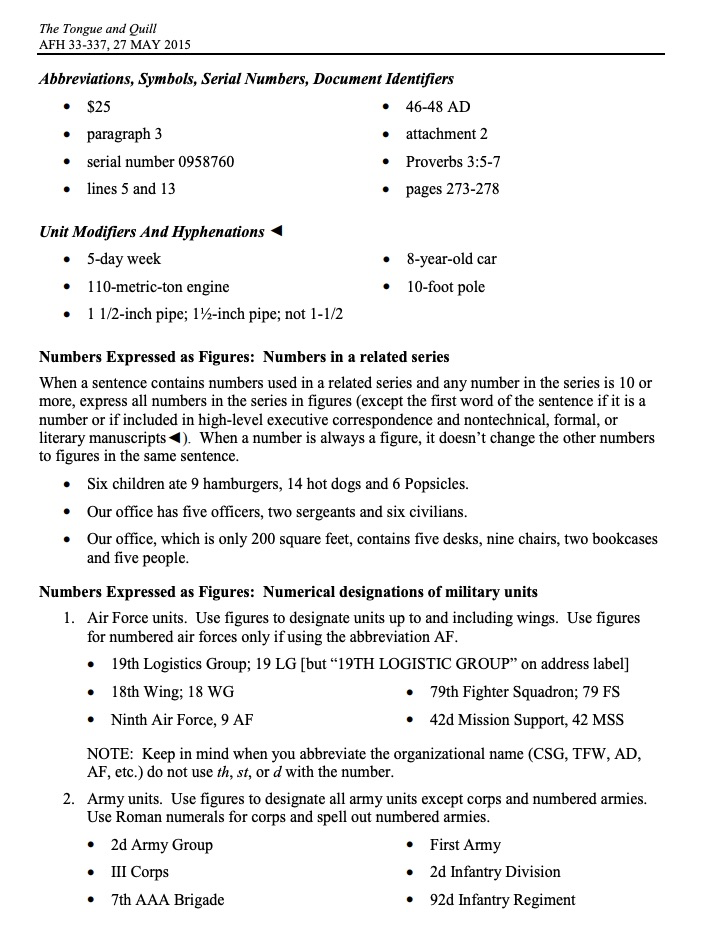 The Tongue and Quill
AFH 33-337, 27 MAY 2015
Abbreviations, Symbols, Serial Numbers, Document Identifiers
• $25
• 46-48 AD
• paragraph 3
• attachment 2
• serial number 0958760
• Proverbs 3:5-7
• lines 5 and 13
• pages 273-278
Unit Modifiers And Hyphenations ◄
• 5-day week
• 8-year-old car
• 110-metric-ton engine
• 10-foot pole
• 1 1/2-inch pipe; 1½-inch pipe; not 1-1/2
Numbers Expressed as Figures:  Numbers in a related series
When a sentence contains numbers used in a related series and any number in the series is 10 or
more, express all numbers in the series in figures (except the first word of the sentence if it is a
number or if included in high-level executive correspondence and nontechnical, formal, or
literary manuscripts◄).  When a number is always a figure, it doesn’t change the other numbers
to figures in the same sentence.
• Six children ate 9 hamburgers, 14 hot dogs and 6 Popsicles.
• Our office has five officers, two sergeants and six civilians.
• Our office, which is only 200 square feet, contains five desks, nine chairs, two bookcases
and five people.
Numbers Expressed as Figures:  Numerical designations of military units
1. Air Force units.  Use figures to designate units up to and including wings.  Use figures
for numbered air forces only if using the abbreviation AF.
• 19th Logistics Group; 19 LG [but “19TH LOGISTIC GROUP” on address label]
• 18th Wing; 18 WG
• 79th Fighter Squadron; 79 FS
• Ninth Air Force, 9 AF
• 42d Mission Support, 42 MSS
NOTE:  Keep in mind when you abbreviate the organizational name (CSG, TFW, AD,
AF, etc.) do not use th, st, or d with the number.
2. Army units.  Use figures to designate all army units except corps and numbered armies.
Use Roman numerals for corps and spell out numbered armies.
• 2d Army Group
• First Army
• III Corps
• 2d Infantry Division
• 7th AAA Brigade
• 92d Infantry Regiment